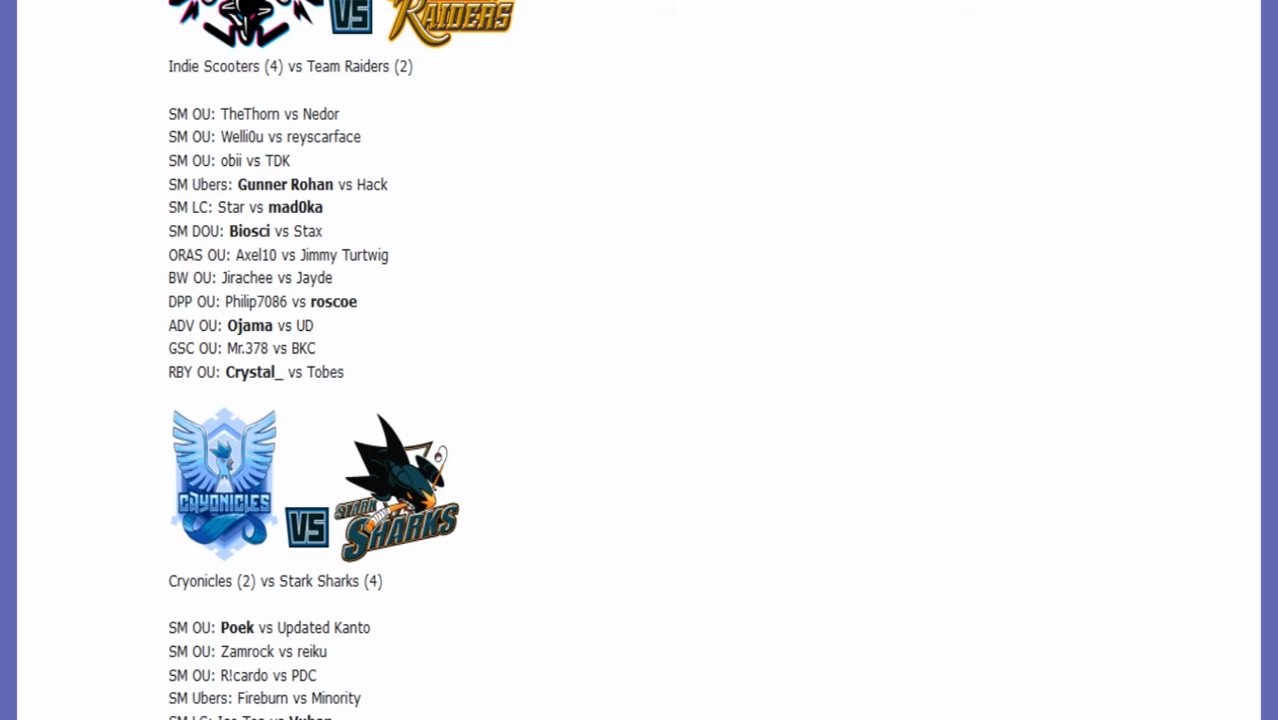 VS
RAIDERS
Indie Scooters (4) vs Team Raiders (2)
SM OU: TheThorn vs Nedor
SM OU: Welli0u vs reyscarface
SM OU: obii vs TDK
SM Ubers: Gunner Rohan vs Hack
SM LC: Star vs mad0ka
SM DOU: Biosci vs Stax
ORAS OU: Axel10 vs Jimmy Turtwig
BW OU: Jirachee vs Jayde
DPP OU: Philip7086 vs roscoe
ADV OU: Ojama vs UD
GSC OU: Mr.378 vs BKC
RBY OU: Crystal_ vs Tobes
CRYONICLES
VS
STARK
SHARKS
Cryonicles (2) vs Stark Sharks (4)
SM OU: Poek vs Updated Kanto
SM OU: Zamrock vs reiku
SM OU: R!cardo vs PDC
SM Ubers: Fireburn vs Minority
SM LC: Ice Tea vs